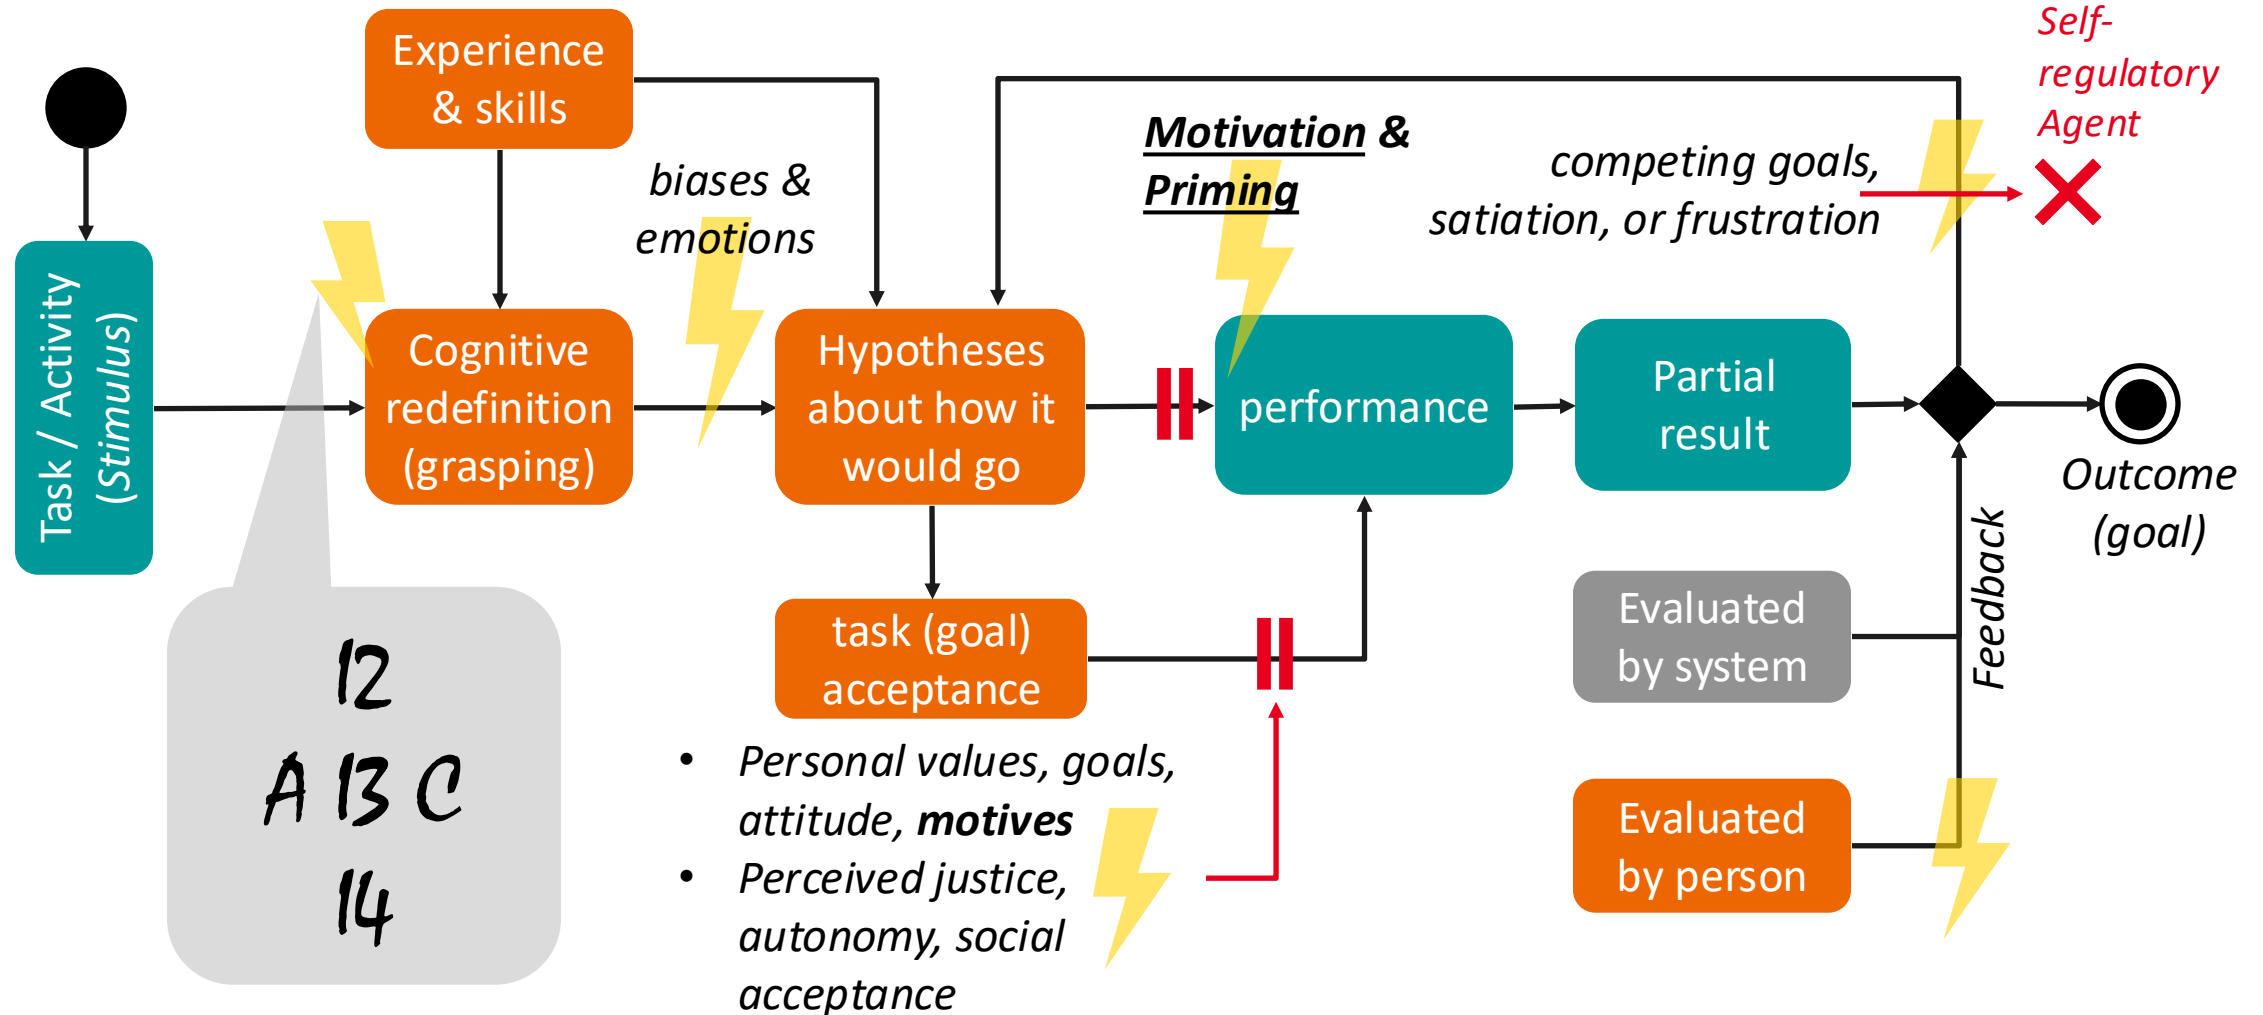 Experience
& skills
Self-
regulatory
Agent
Motivation &
Priming
biases &
emotions
competing goals,
satiation, or frustration
Task / Activity
(Stimulus)
Cognitive
redefinition
(grasping)
Hypotheses
about how it
would go
performance
Partial
result
Outcome
(goal)
Feedback
task (goal)
acceptance
Evaluated
by system
Evaluated
by person
12
A 13 C
14
• Personal values, goals,
attitude, motives
• Perceived justice,
autonomy, social
acceptance